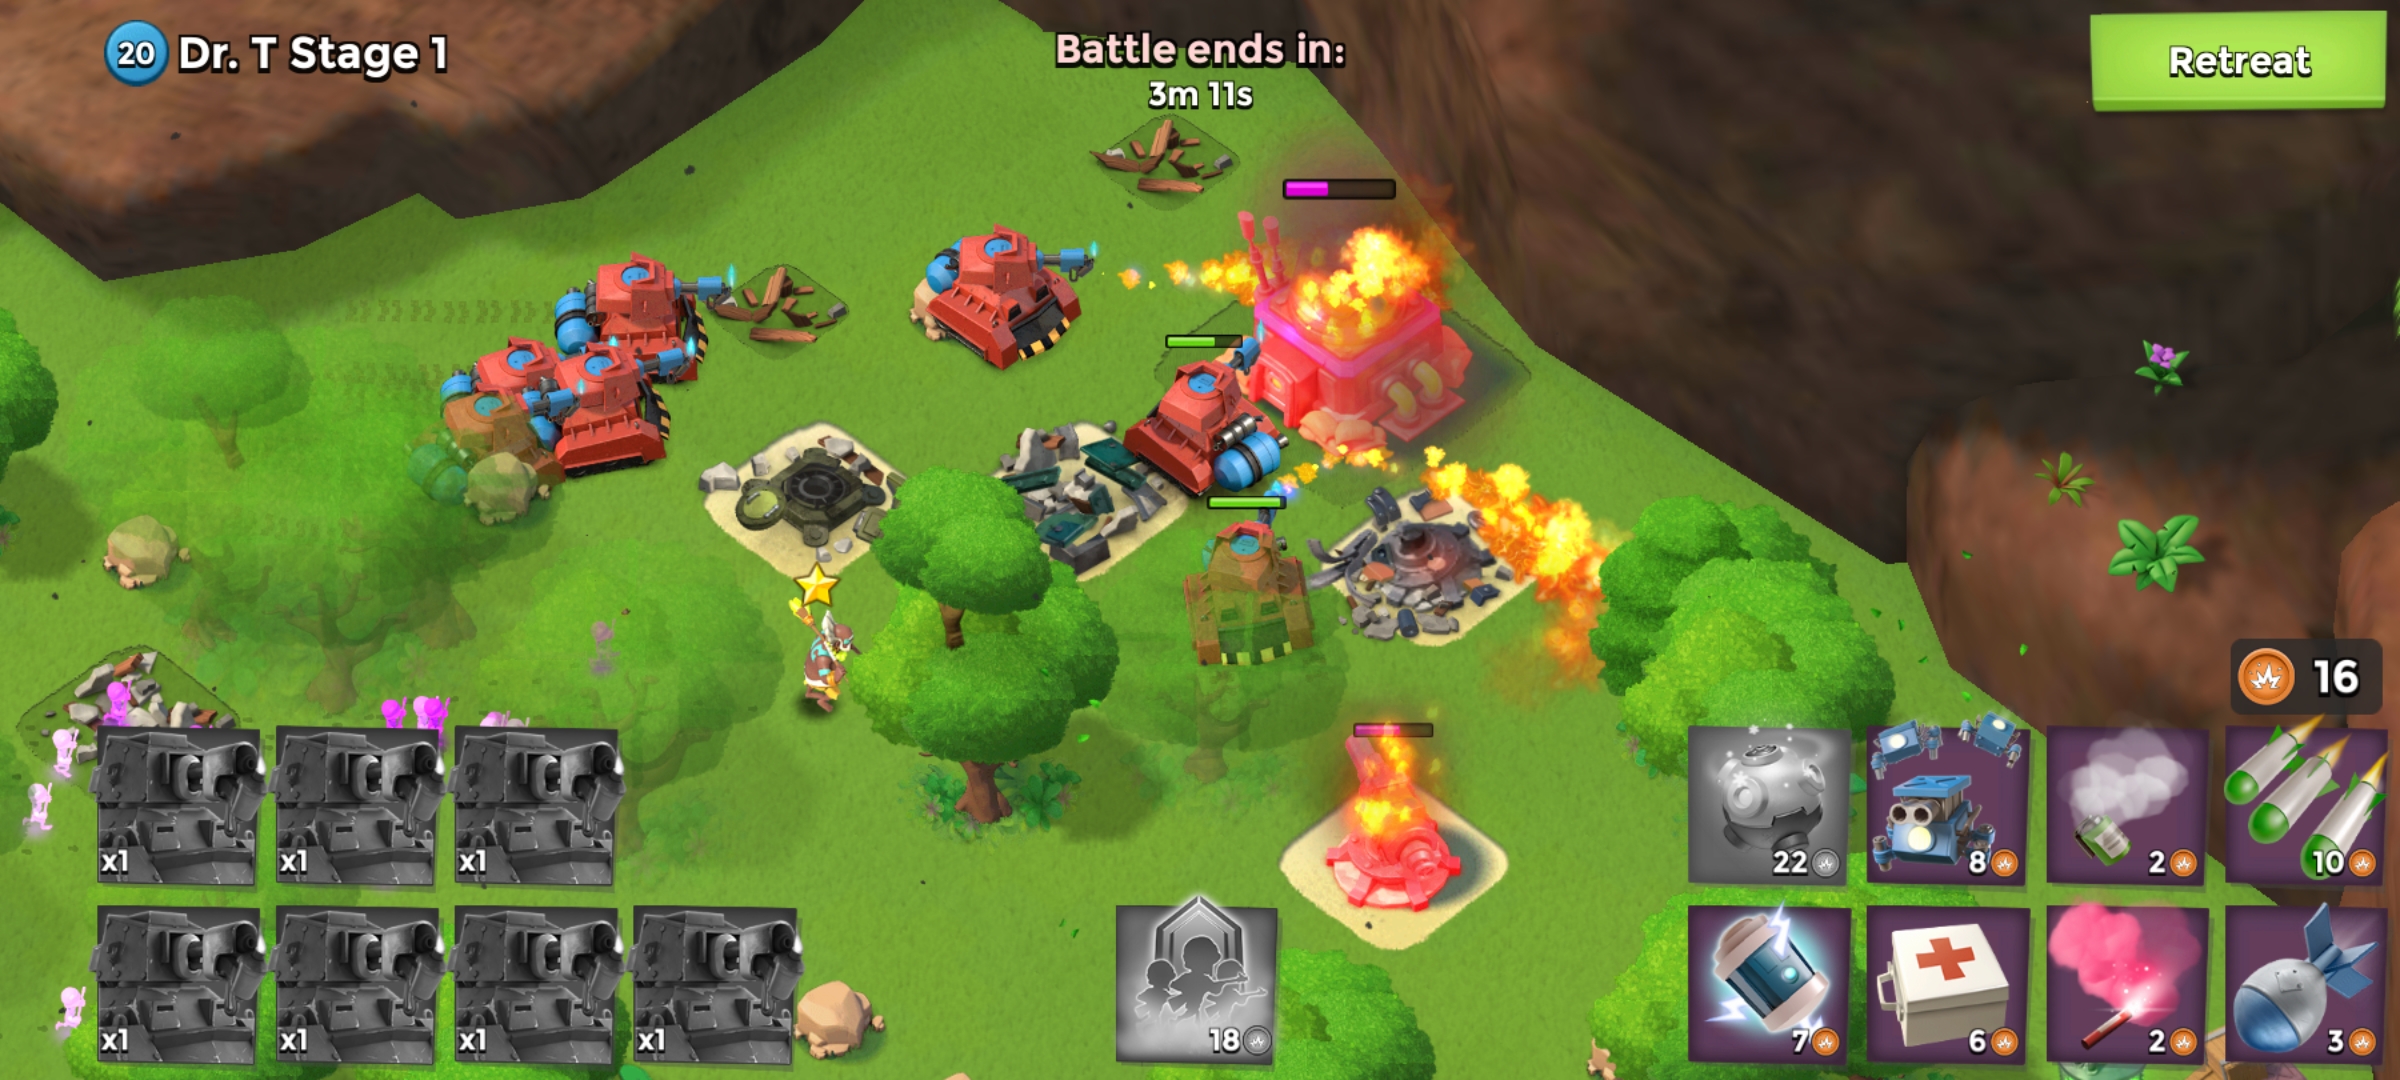 20 Dr. T Stage 1
Battle ends in:
3m 11s
Retreat
16
x1 x1 x1
22 8 2 10
x1 x1 x1 x1
18
7 6 2 3